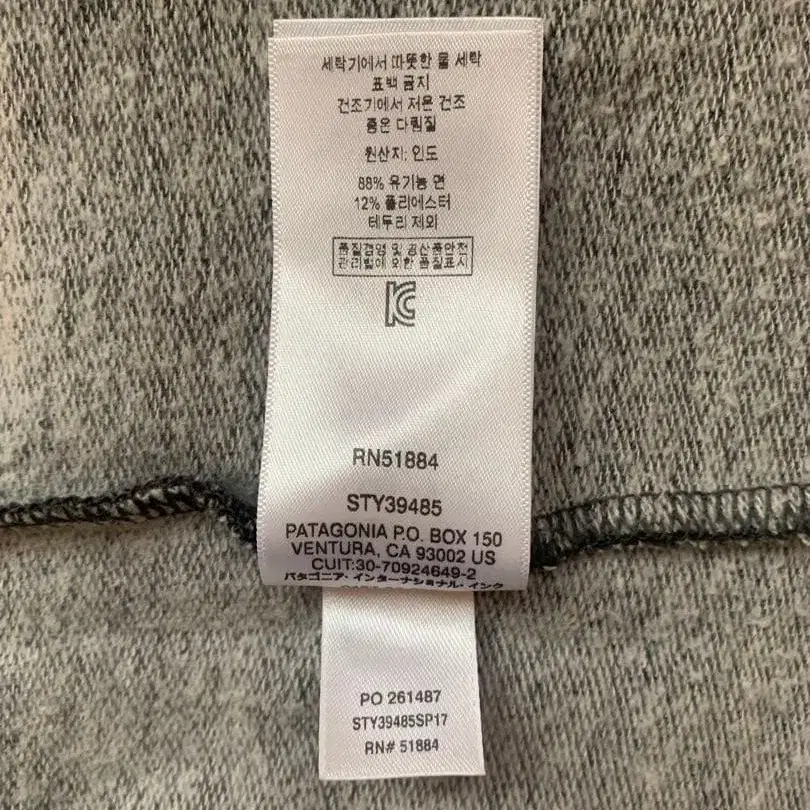 세탁기에서 따뜻한 물 세탁
표백 금지
건조기에서 저온 건조
중온 다림질
원산지: 인도
88% 유기농 면
12% 폴리에스터
테두리 제외
품질경영 및 공산품안전
관리법에 의한 품질표시
RN51884
STY39485
PATAGONIA P.O. BOX 150
VENTURA, CA 93002 US
CUIT:30-70924649-2
パタゴニア・インターナショナル・インク
PO 261487
STY39485SP17
RN# 51884